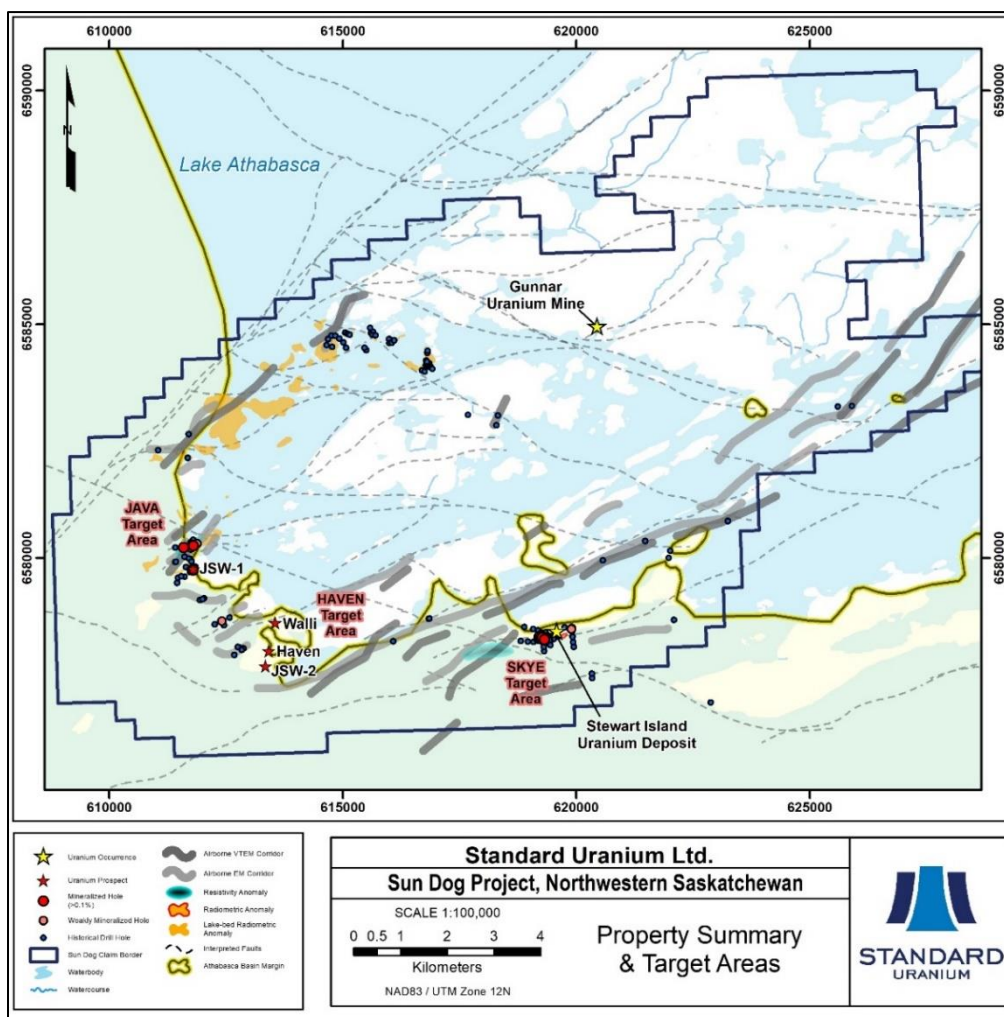 610000 615000 620000 625000
6590000 6590000
Lake Athabasca
N
Gunnar
Uranium Mine
6585000 6585000
JAVA
Target
Area
6580000 6580000
JSW-1
HAVEN
Target
Area
Walli
Haven
JSW-2
SKYE
Target
Area
Stewart Island
Uranium Deposit
610000 615000 620000 625000
Uranium Occurrence
Uranium Prospect
Mineralized Hole
(>0.1%)
Weakly Mineralized Hole
Historical Drill Hole
Sun Dog Claim Border
Waterbody
Watercourse
Airborne VTEM Corridor
Airborne EM Corridor
Resistivity Anomaly
Radiometric Anomaly
Lake-bed Radiometric
Anomaly
Interpreted Faults
Athabasca Basin Margin
Standard Uranium Ltd.
Sun Dog Project, Northwestern Saskatchewan
SCALE 1:100,000
0 0.5 1 2 3 4
Kilometers
NAD83 / UTM Zone 12N
Property Summary
& Target Areas
STANDARD
URANIUM